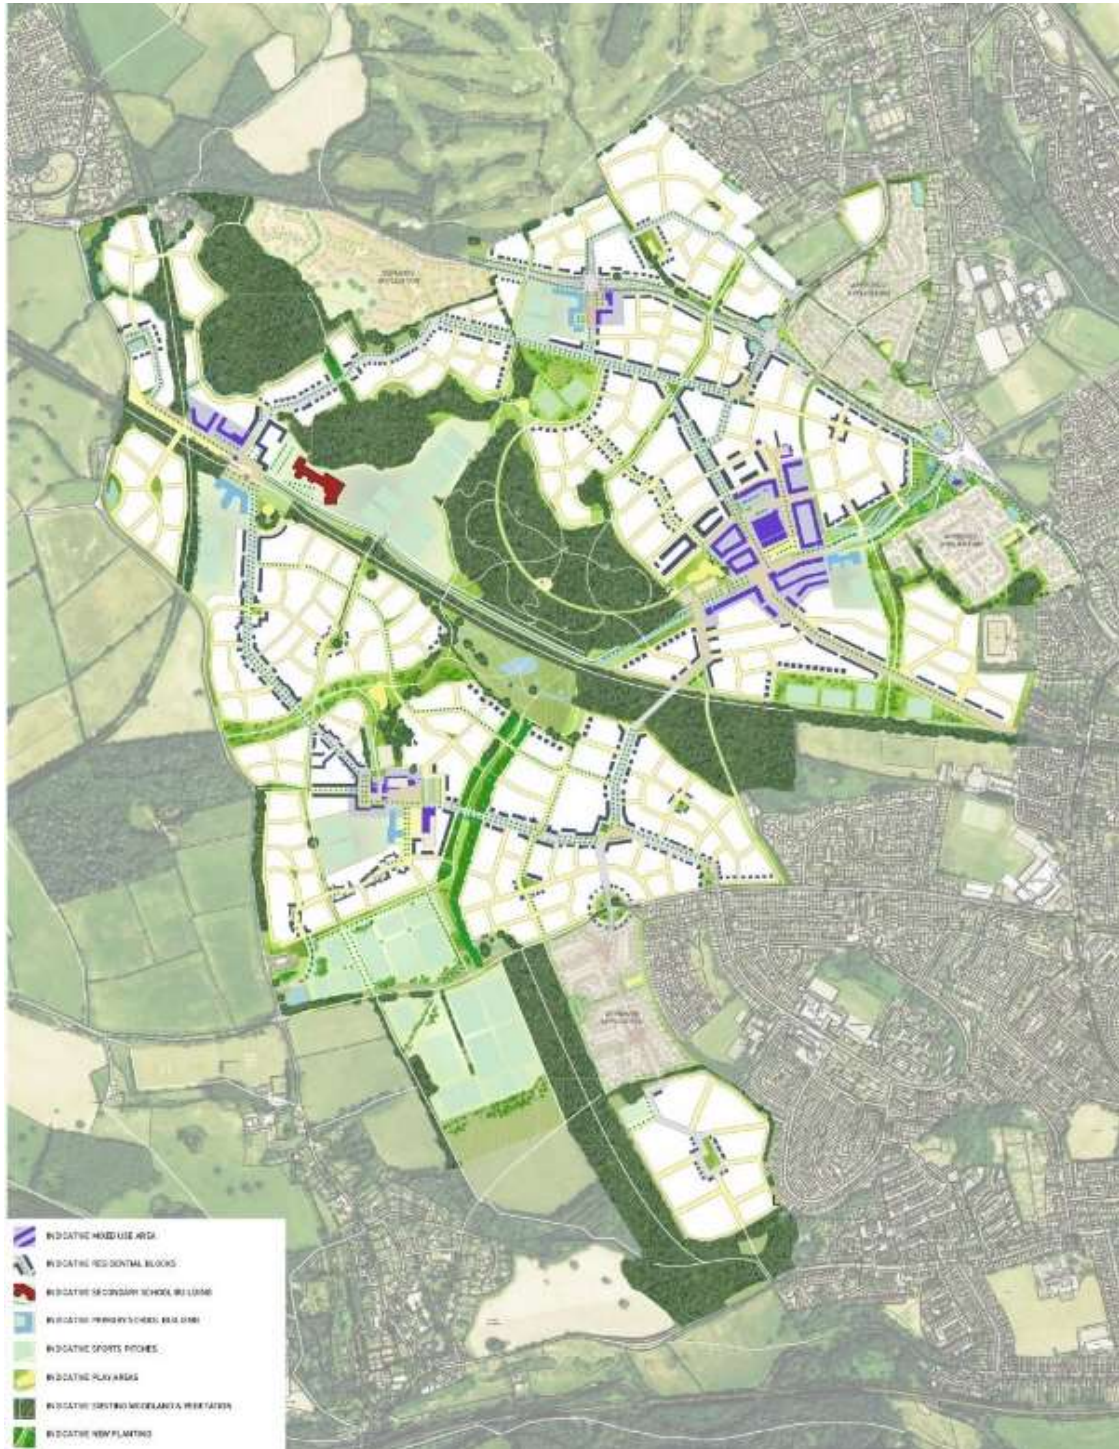 INDICATIVE MIXED USE AREA
INDICATIVE RESIDENTIAL BLOCKS
INDICATIVE SECONDARY SCHOOL BUILDING
INDICATIVE PRIMARY SCHOOL BUILDING
INDICATIVE SPORTS PITCHES
INDICATIVE PLAY AREAS
INDICATIVE EXISTING WOODLAND & VEGETATION
INDICATIVE NEW PLANTING